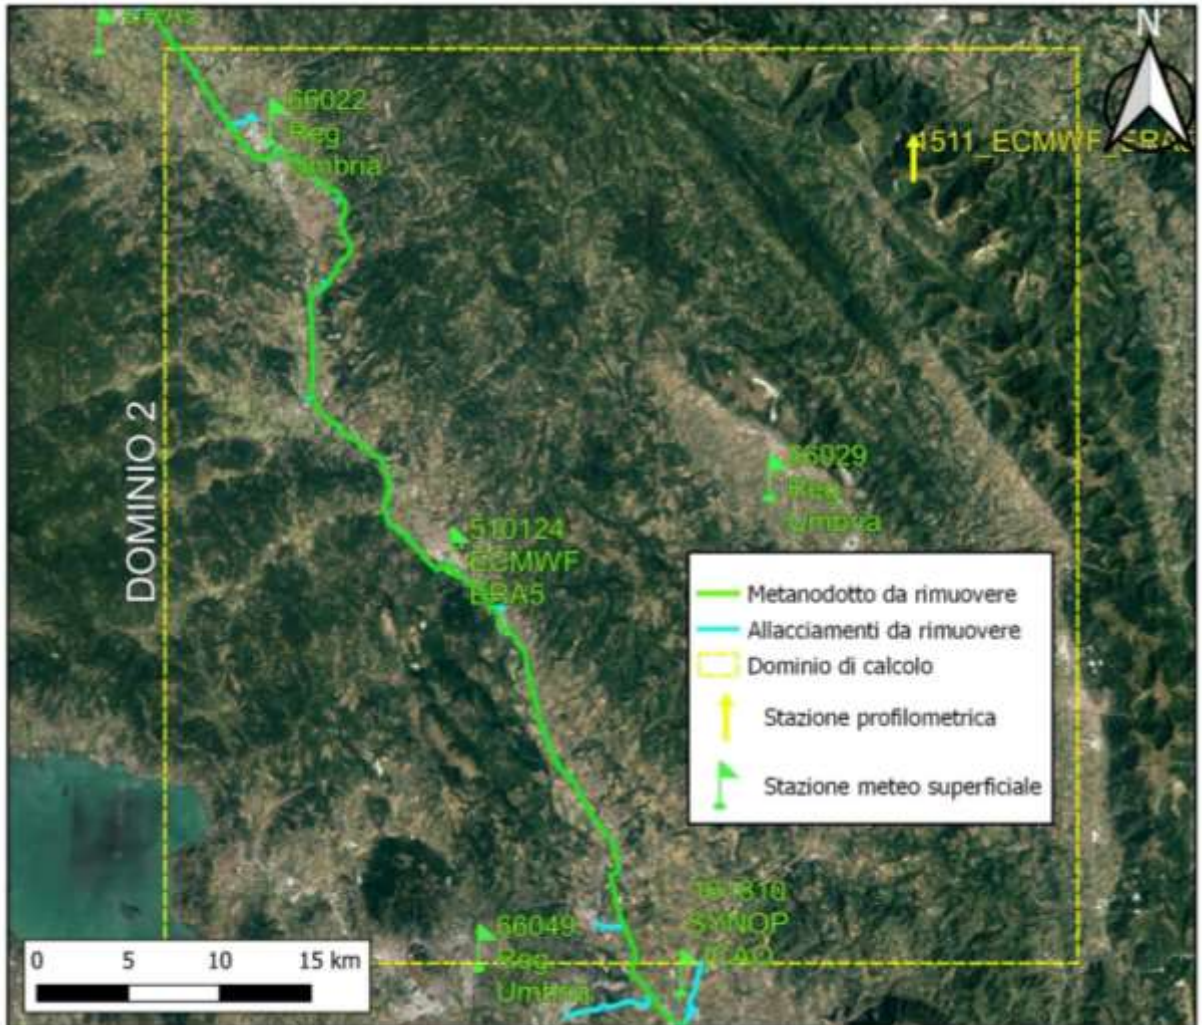 N
66022
Reg
Umbria
1511_ECMWF_ERA
DOMINIO 2
66029
Reg
Umbria
510124
ECMWF
ERA5
Metanodotto da rimuovere
Allacciamenti da rimuovere
Dominio di calcolo
Stazione profilometrica
Stazione meteo superficiale
SYNOP
66049
Reg.
Umbria
0 5 10 15 km